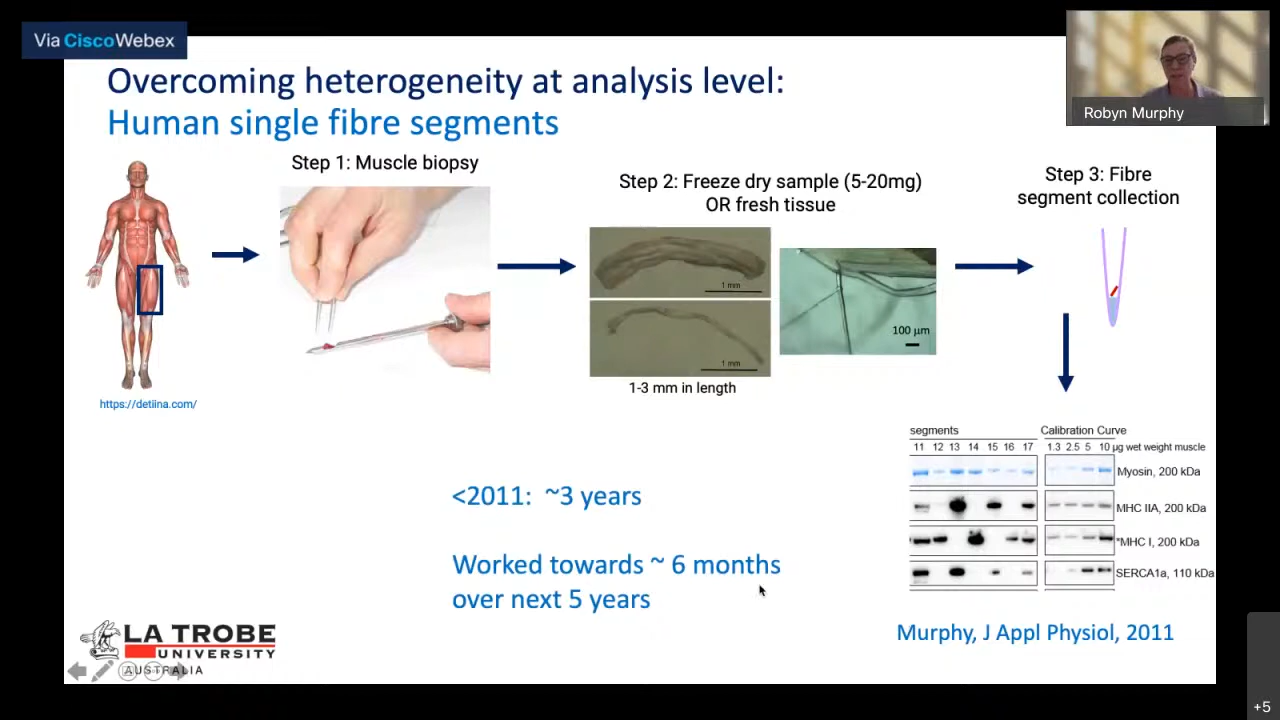 Via CiscoWebex
Overcoming heterogeneity at analysis level:
Human single fibre segments
Robyn Murphy
Step 1: Muscle biopsy
Step 2: Freeze dry sample (5-20mg)
OR fresh tissue
Step 3: Fibre
segment collection
1 mm
1 mm
100 µm
1-3 mm in length
https://detiina.com/
segments
Calibration Curve
11 12 13 14 15 16 17
1.3 2.5 5 10 µg wet weight muscle
Myosin, 200 kDa
MHC IIA, 200 kDa
*MHC I, 200 kDa
SERCA1a, 110 kDa
<2011: ~3 years
Worked towards ~ 6 months
over next 5 years
Murphy, J Appl Physiol, 2011
LA TROBE
UNIVERSITY
AUSTRALIA
+5